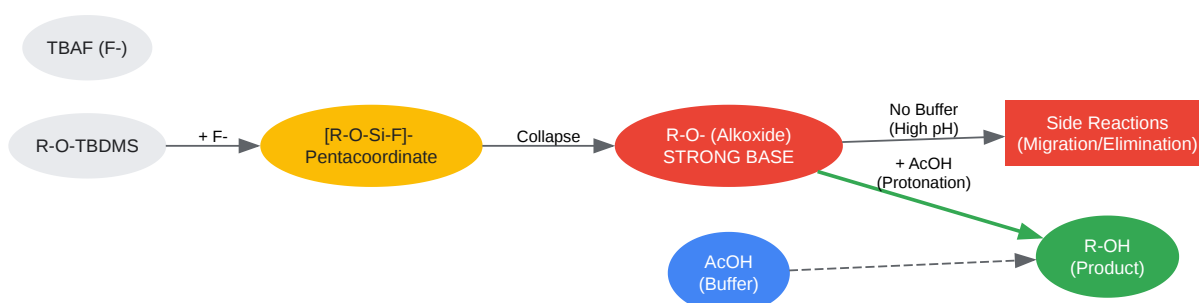 TBAF (F-)
R-O-TBDMS
+ F-
[R-O-Si-F]-
Pentacoordinate
Collapse
R-O- (Alkoxide)
STRONG BASE
No Buffer
(High pH)
Side Reactions
(Migration/Elimination)
+ AcOH
(Protonation)
AcOH
(Buffer)
R-OH
(Product)